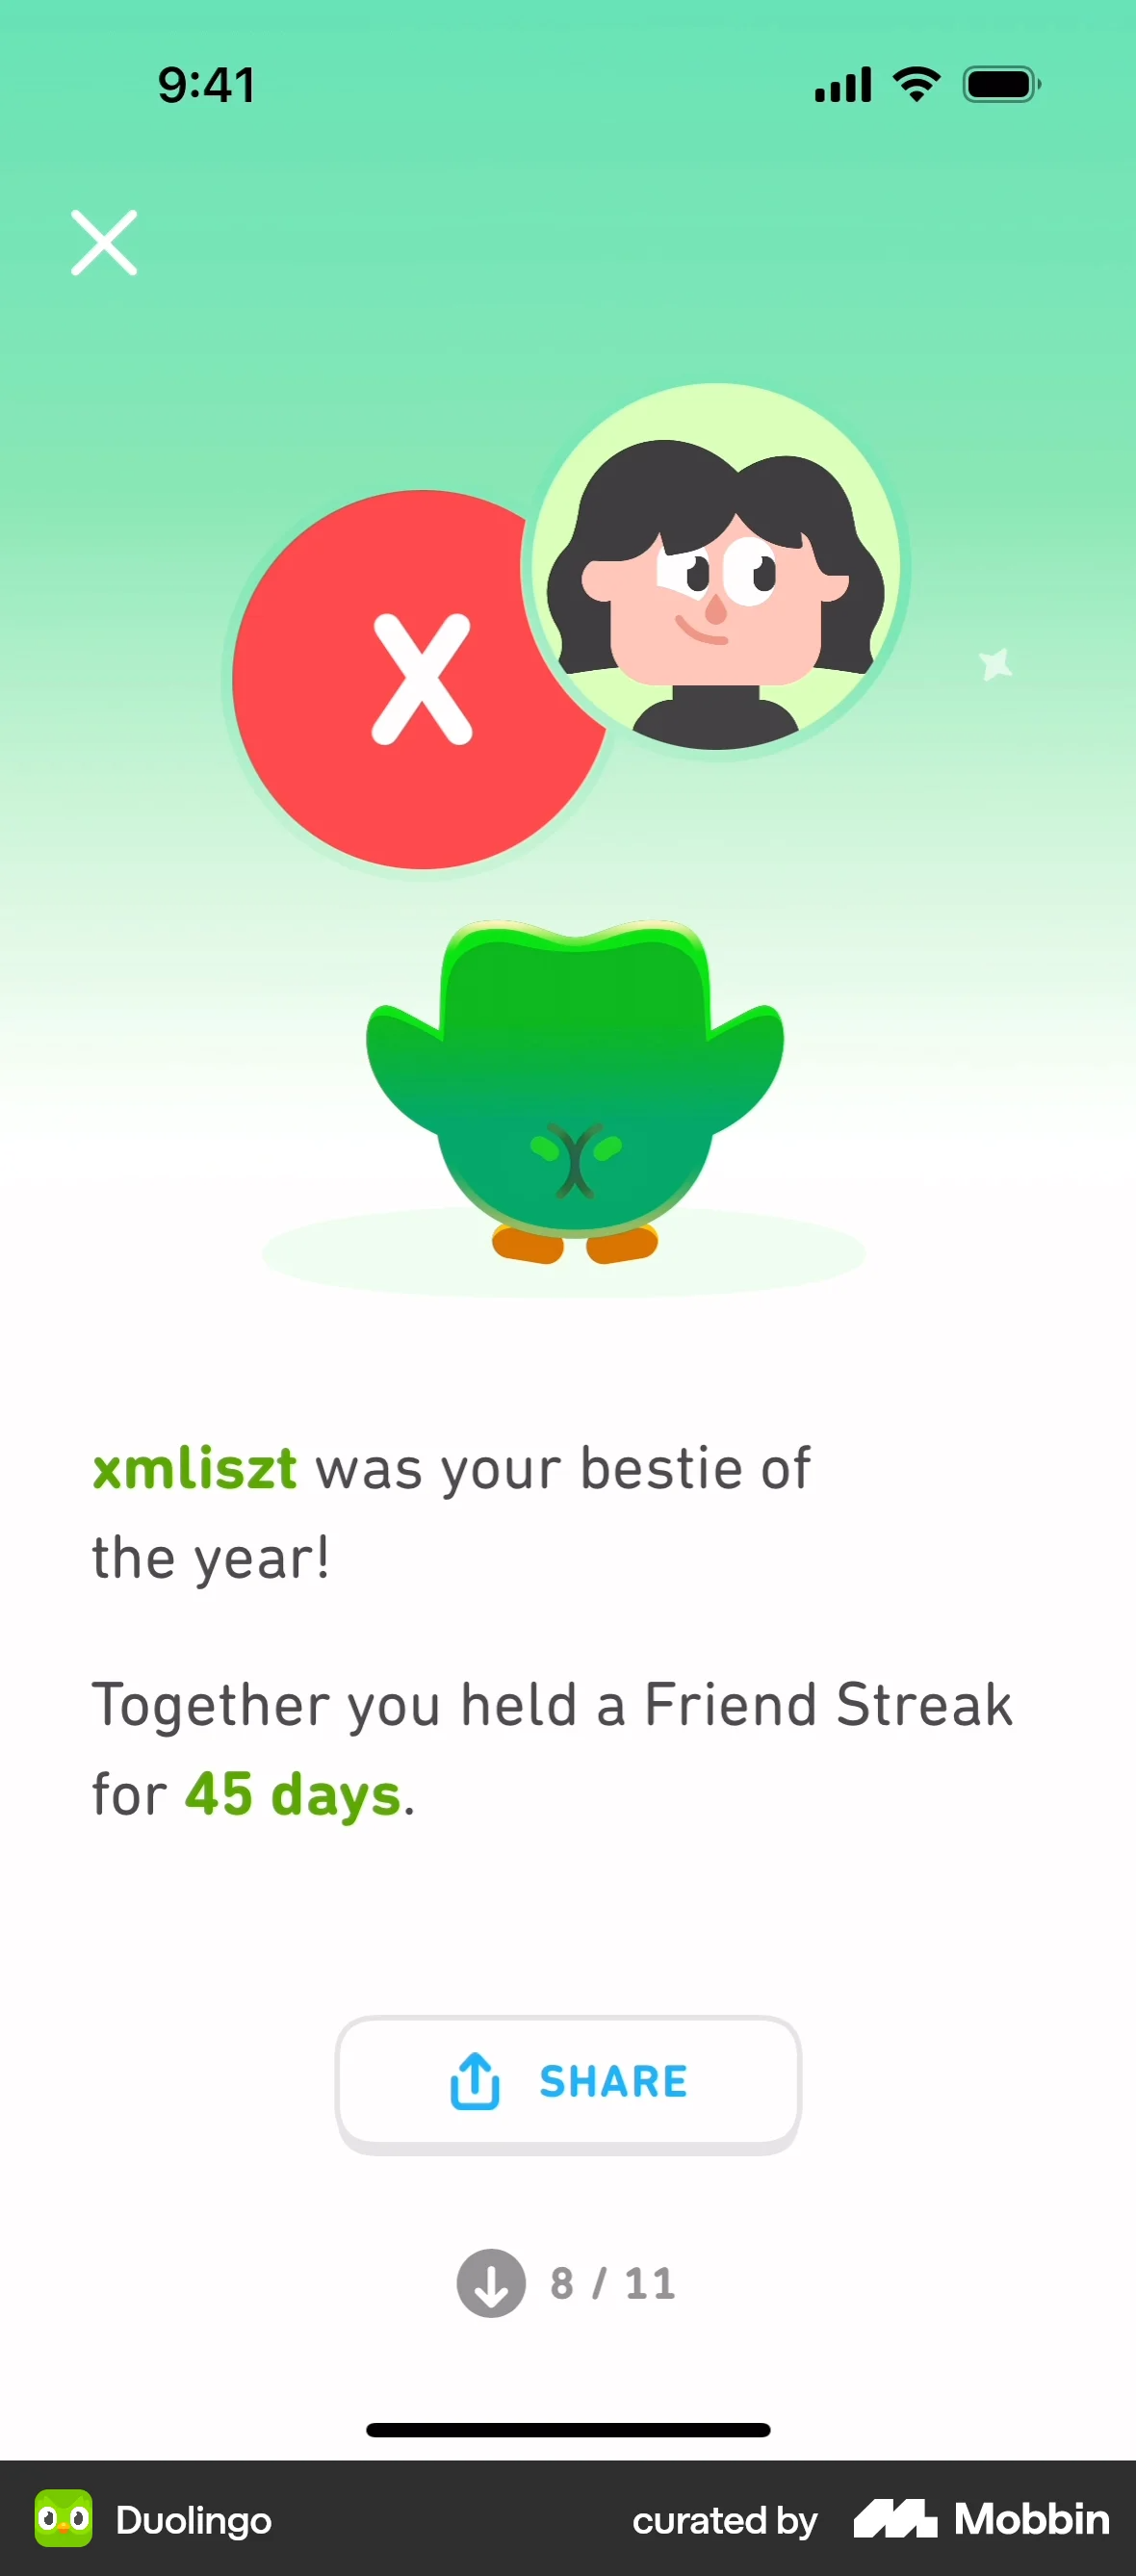 9:41
X
xmliszt was your bestie of
the year!
Together you held a Friend Streak
for 45 days.
SHARE
8 / 11
Duolingo
curated by Mobbin